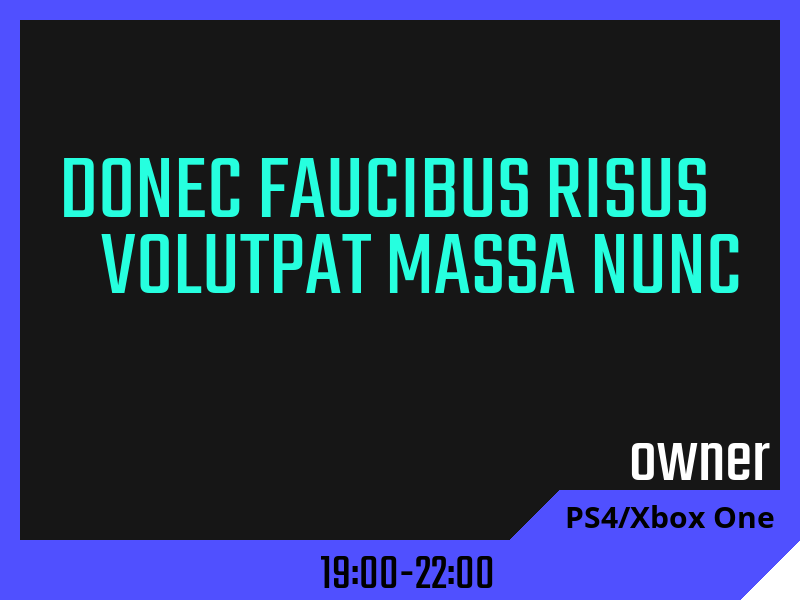 DONEC FAUCIBUS RISUS
VOLUTPAT MASSA NUNC
owner
PS4/Xbox One
19:00-22:00